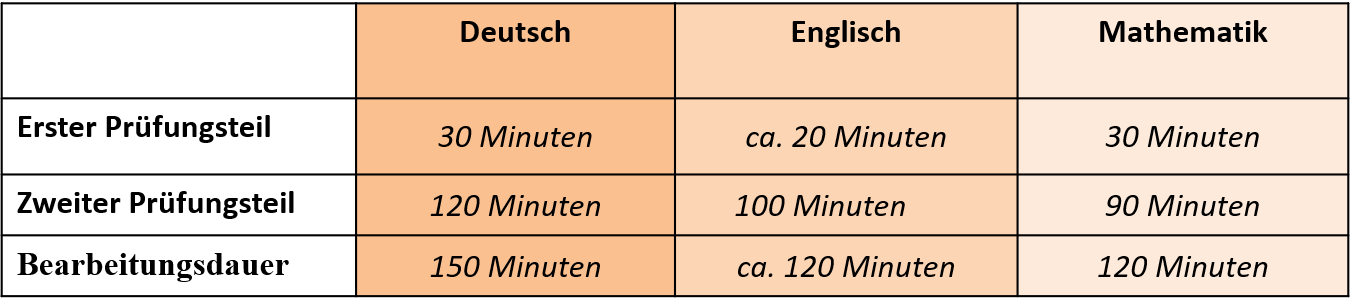 Deutsch Englisch Mathematik
Erster Prüfungsteil 30 Minuten ca. 20 Minuten 30 Minuten
Zweiter Prüfungsteil 120 Minuten 100 Minuten 90 Minuten
Bearbeitungsdauer 150 Minuten ca. 120 Minuten 120 Minuten